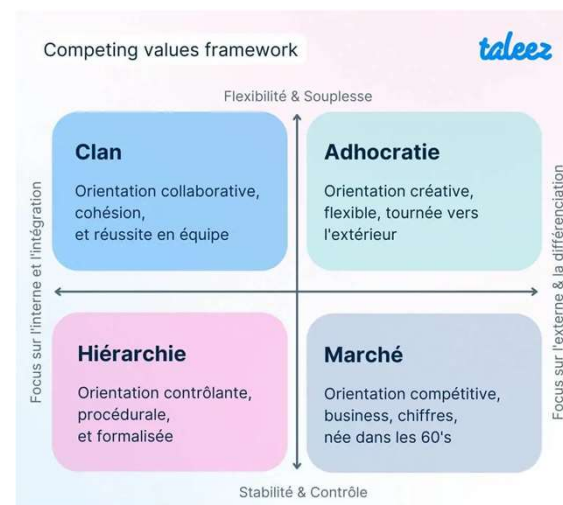 Competing values framework
taleez
Flexibilité & Souplesse
Clan
Orientation collaborative,
cohésion,
et réussite en équipe
Adhocratie
Orientation créative,
flexible, tournée vers
l'extérieur
Focus sur l'interne et l'intégration
Focus sur l'externe & la différenciation
Hiérarchie
Orientation contrôlante,
procédurale,
et formalisée
Marché
Orientation compétitive,
business, chiffres,
née dans les 60's
Stabilité & Contrôle